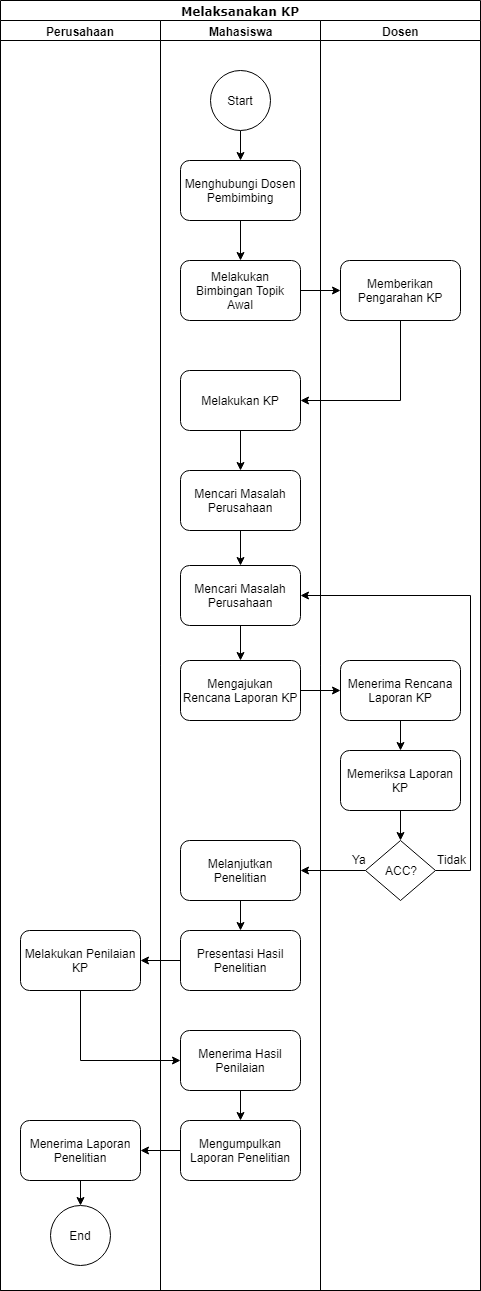 Melaksanakan KP
Perusahaan
Mahasiswa
Dosen
Start
Menghubungi Dosen
Pembimbing
Melakukan
Bimbingan Topik
Awal
Memberikan
Pengarahan KP
Melakukan KP
Mencari Masalah
Perusahaan
Mencari Masalah
Perusahaan
Mengajukan
Rencana Laporan KP
Menerima Rencana
Laporan KP
Memeriksa Laporan
KP
ACC?
Ya
Tidak
Melanjutkan
Penelitian
Presentasi Hasil
Penelitian
Melakukan Penilaian
KP
Menerima Hasil
Penilaian
Mengumpulkan
Laporan Penelitian
Menerima Laporan
Penelitian
End